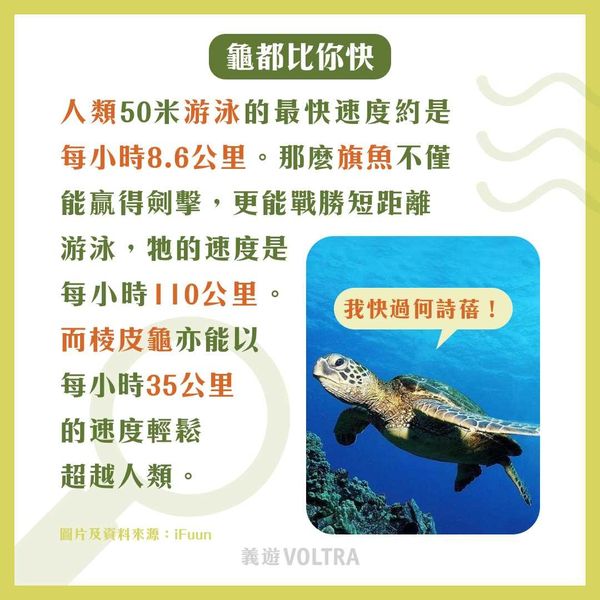 龜都比你快
人類50米游泳的最快速度約是
每小時8.6公里。那麼旗魚不僅
能贏得劍擊，更能戰勝短距離
游泳，牠的速度是
每小時110公里。
而棱皮龜亦能以
每小時35公里
的速度輕鬆
超越人類。
我快過何詩蓓！
圖片及資料來源：iFuun
義遊VOLTRA